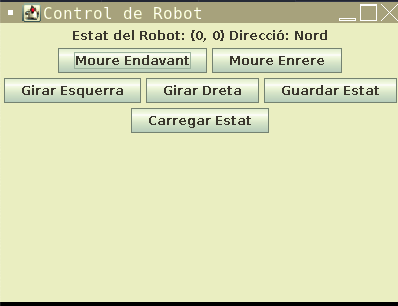 Control de Robot
Estat del Robot: (0, 0) Direcció: Nord
Moure Endavant Moure Enrere
Girar Esquerra Girar Dreta Guardar Estat
Carregar Estat